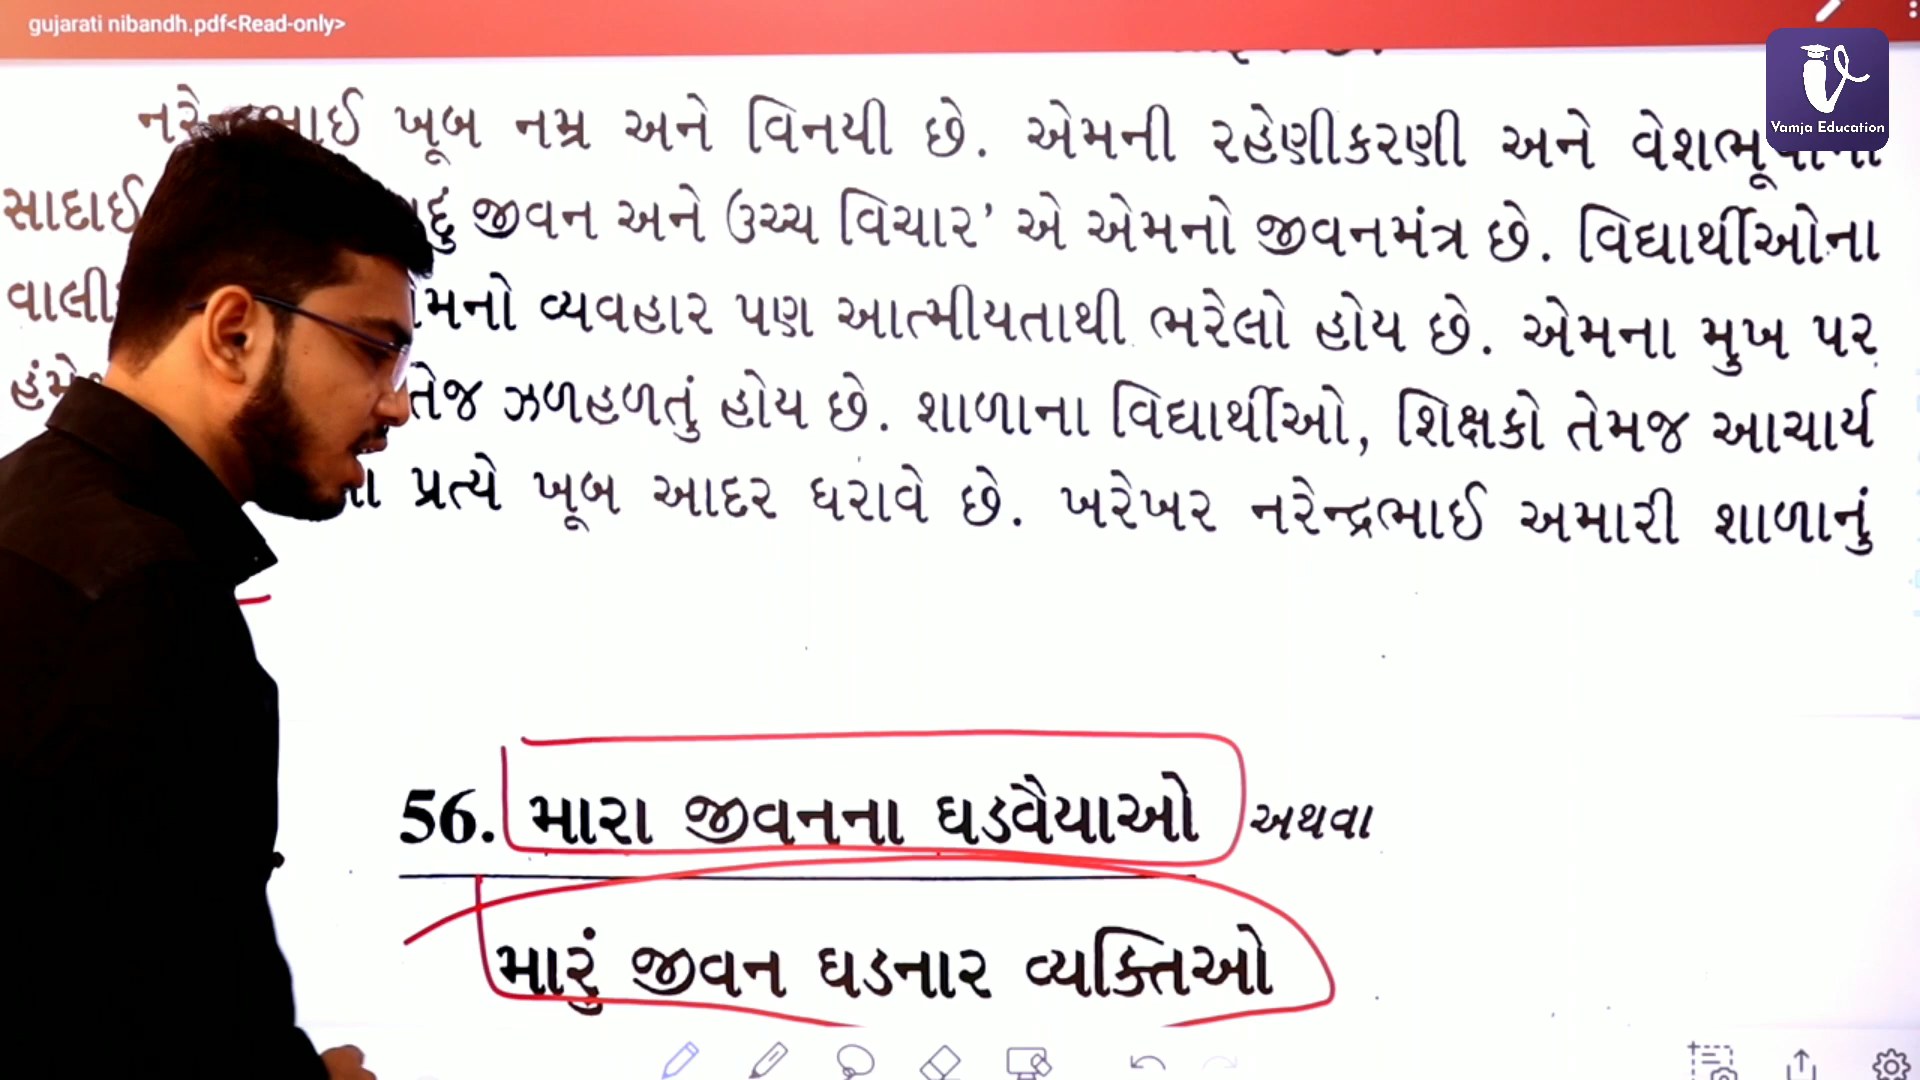 gujarati nibandh.pdf<Read-only>
Vamja Education
ખૂબ નમ્ર અને વિનયી છે. એમની રહેણીકરણી અને
સાદાઈ જીવન અને ઉચ્ચ વિચાર’ એ એમનો જીવનમંત્ર છે. વિદ્યાર્થીઓના
વ્યવહાર પણ આત્મીયતાથી ભરેલો હોય છે. એમના મુખ પર
તેજ ઝળહળતું હોય છે. શાળાના વિદ્યાર્થીઓ, શિક્ષકો તેમજ આચાર્ય
પ્રત્યે ખૂબ આદર ધરાવે છે. ખરેખર નરેન્દ્રભાઈ અમારી શાળાનું
56. મારા જીવનના ઘડવૈયાઓ અથવા
મારું જીવન ઘડનાર વ્યક્તિઓ